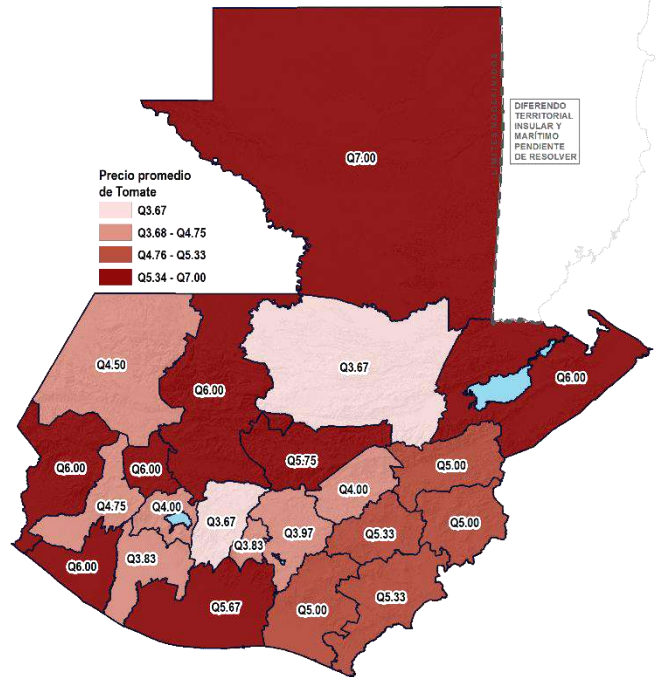 DIFERENDO
TERRITORIAL
INSULAR Y
MARÍTIMO
PENDIENTE
DE RESOLVER
Q7.00
Precio promedio
de Tomate
Q3.67
Q3.68 - Q4.75
Q4.76 - Q5.33
Q5.34 - Q7.00
Q4.50
Q6.00
Q3.67
Q6.00
Q6.00
Q6.00
Q5.75
Q5.00
Q4.75
Q4.00
Q4.00
Q3.67
Q3.83
Q3.97
Q5.33
Q5.00
Q6.00
Q3.83
Q5.67
Q5.00
Q5.33